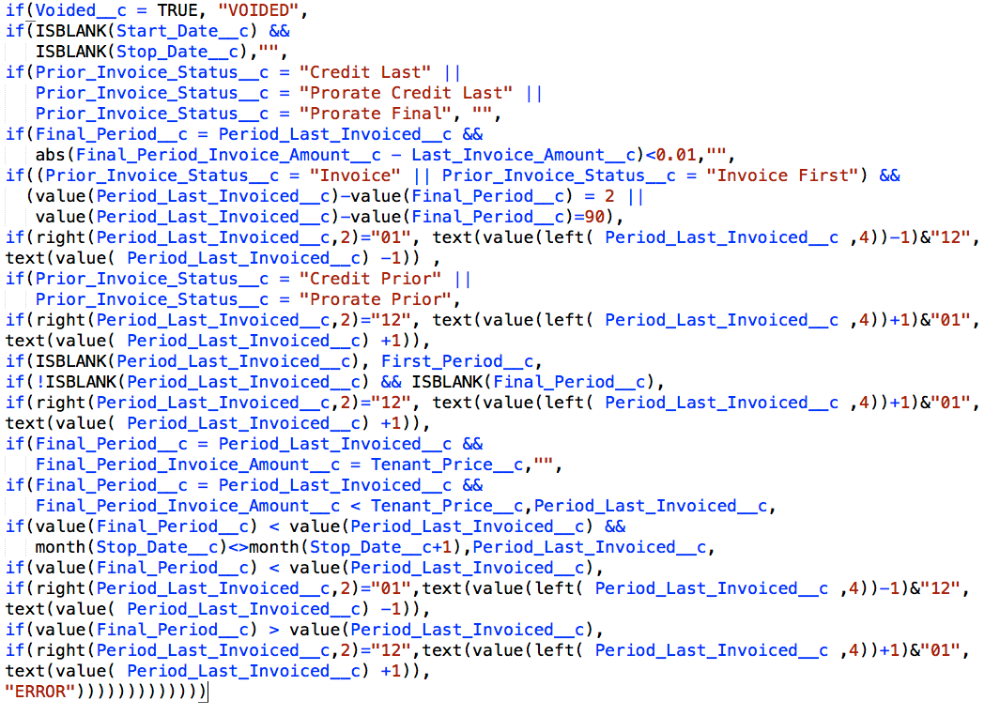 if(Voided__c = TRUE, "VOIDED",
if(ISBLANK(Start_Date__c) &&
   ISBLANK(Stop_Date__c),"",
if(Prior_Invoice_Status__c = "Credit Last" ||
   Prior_Invoice_Status__c = "Prorate Credit Last" ||
   Prior_Invoice_Status__c = "Prorate Final", "",
if(Final_Period__c = Period_Last_Invoiced__c &&
   abs(Final_Period_Invoice_Amount__c - Last_Invoice_Amount__c)<0.01,"",
if((Prior_Invoice_Status__c = "Invoice" || Prior_Invoice_Status__c = "Invoice First") &&
  (value(Period_Last_Invoiced__c)-value(Final_Period__c) = 2 ||
   value(Period_Last_Invoiced__c)-value(Final_Period__c)=90),
if(right(Period_Last_Invoiced__c,2)="01", text(value(left( Period_Last_Invoiced__c ,4))-1)&"12",
text(value( Period_Last_Invoiced__c) -1)) ,
if(Prior_Invoice_Status__c = "Credit Prior" ||
   Prior_Invoice_Status__c = "Prorate Prior",
if(right(Period_Last_Invoiced__c,2)="12", text(value(left( Period_Last_Invoiced__c ,4))+1)&"01",
text(value( Period_Last_Invoiced__c) +1)),
if(ISBLANK(Period_Last_Invoiced__c), First_Period__c,
if(!ISBLANK(Period_Last_Invoiced__c) && ISBLANK(Final_Period__c),
if(right(Period_Last_Invoiced__c,2)="12", text(value(left( Period_Last_Invoiced__c ,4))+1)&"01",
text(value( Period_Last_Invoiced__c) +1)),
if(Final_Period__c = Period_Last_Invoiced__c &&
   Final_Period_Invoice_Amount__c = Tenant_Price__c,"",
if(Final_Period__c = Period_Last_Invoiced__c &&
   Final_Period_Invoice_Amount__c < Tenant_Price__c,Period_Last_Invoiced__c,
if(value(Final_Period__c) < value(Period_Last_Invoiced__c) &&
   month(Stop_Date__c)<>month(Stop_Date__c+1),Period_Last_Invoiced__c,
if(value(Final_Period__c) < value(Period_Last_Invoiced__c),
if(right(Period_Last_Invoiced__c,2)="01",text(value(left( Period_Last_Invoiced__c ,4))-1)&"12",
text(value( Period_Last_Invoiced__c) -1)),
if(value(Final_Period__c) > value(Period_Last_Invoiced__c),
if(right(Period_Last_Invoiced__c,2)="12",text(value(left( Period_Last_Invoiced__c ,4))+1)&"01",
text(value( Period_Last_Invoiced__c) +1)),
"ERROR")))))))))))))